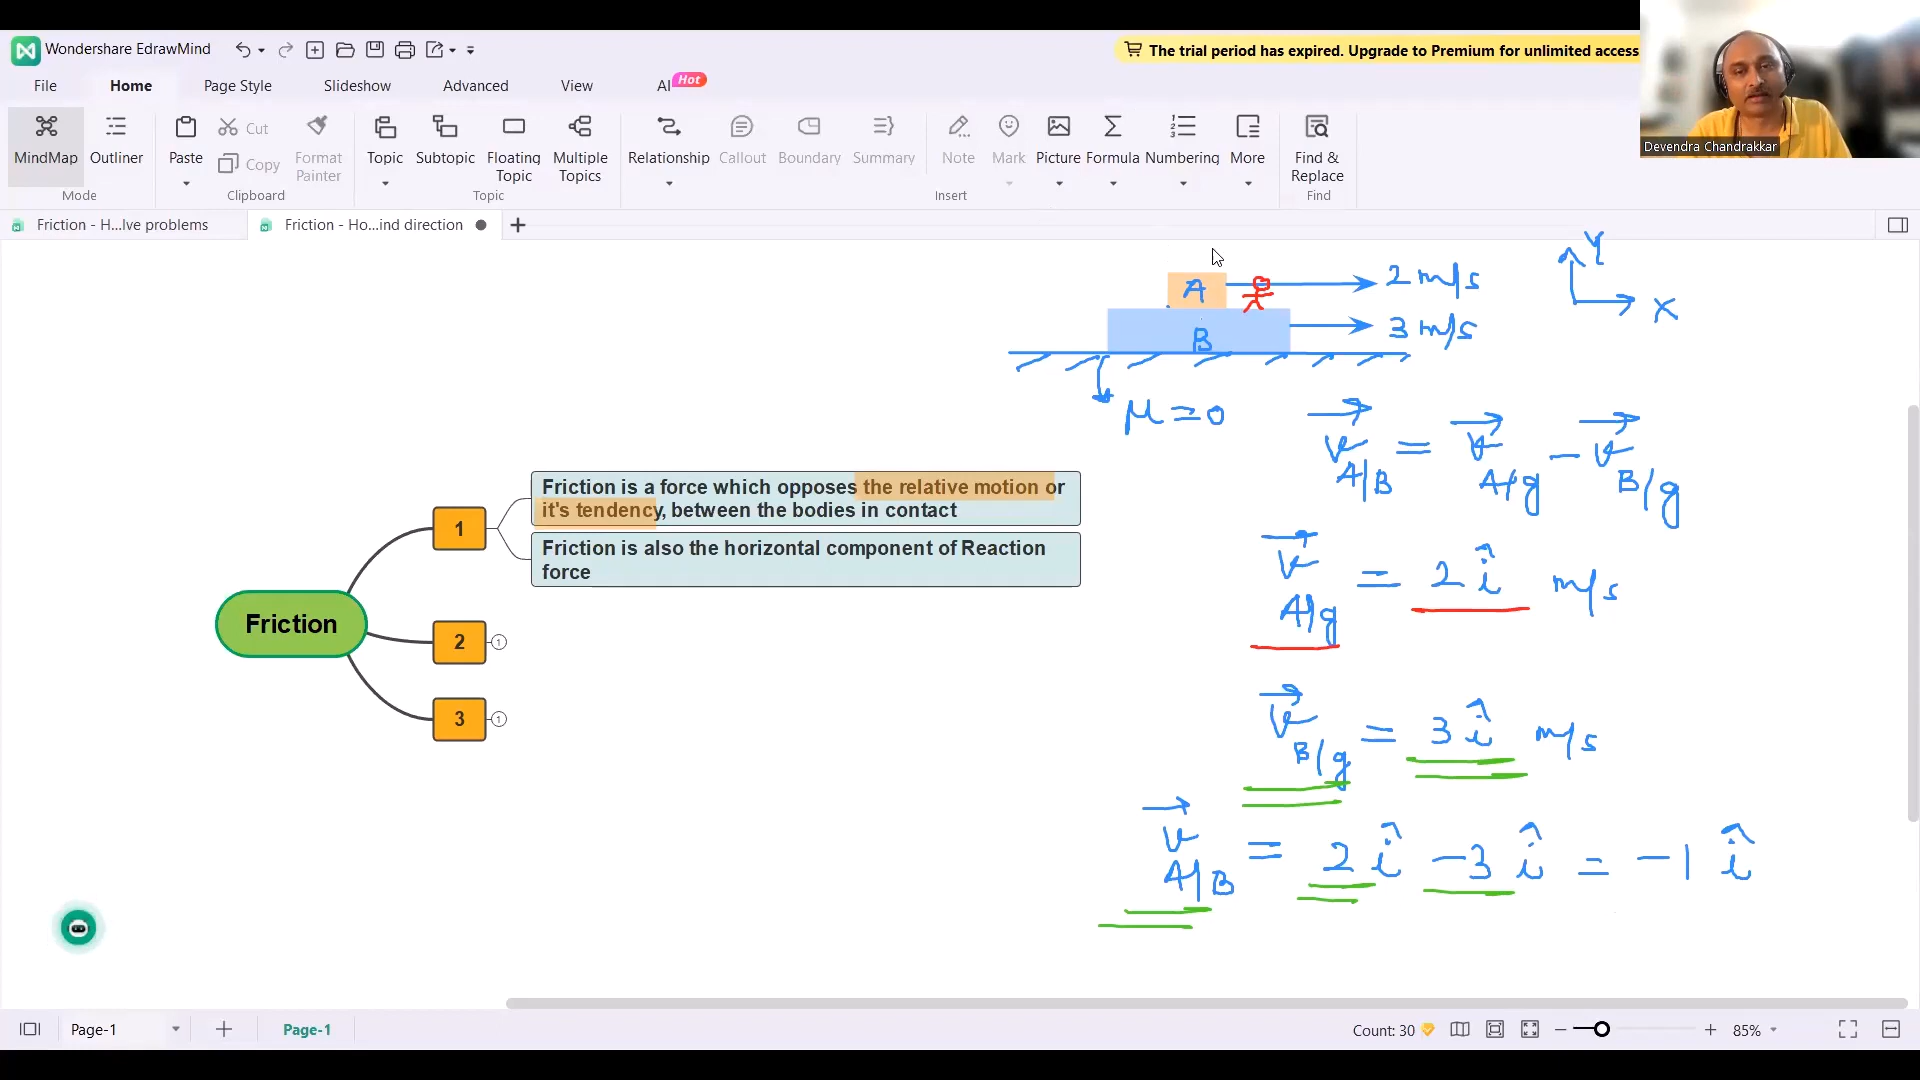 Wondershare EdrawMind
The trial period has expired. Upgrade to Premium for unlimited access
File Home Page Style Slideshow Advanced View AI Hot
MindMap Outliner Paste Cut Copy Format Painter Topic Subtopic Floating Topic Multiple Topics Relationship Callout Boundary Summary Note Mark Picture Formula Numbering More Find & Replace
Mode Clipboard Topic Insert Find
Devendra Chandrakkar
Friction - H...lve problems
Friction - Ho...ind direction
A 2 m/s
B 3 m/s
Y
X
μ = 0
v A/B = v A/g - v B/g
v A/g = 2 î m/s
v B/g = 3 î m/s
v A/B = 2 î - 3 î = -1 î
Friction
1
Friction is a force which opposes the relative motion or
it's tendency, between the bodies in contact
Friction is also the horizontal component of Reaction
force
2 1
3 1
Page-1
Page-1
Count: 30
85%